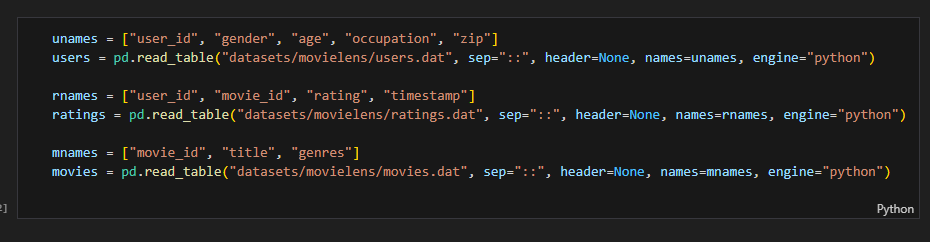 unames = ["user_id", "gender", "age", "occupation", "zip"]
users = pd.read_table("datasets/movielens/users.dat", sep="::", header=None, names=unames, engine="python")
rnames = ["user_id", "movie_id", "rating", "timestamp"]
ratings = pd.read_table("datasets/movielens/ratings.dat", sep="::", header=None, names=rnames, engine="python")
mnames = ["movie_id", "title", "genres"]
movies = pd.read_table("datasets/movielens/movies.dat", sep="::", header=None, names=mnames, engine="python")
Python